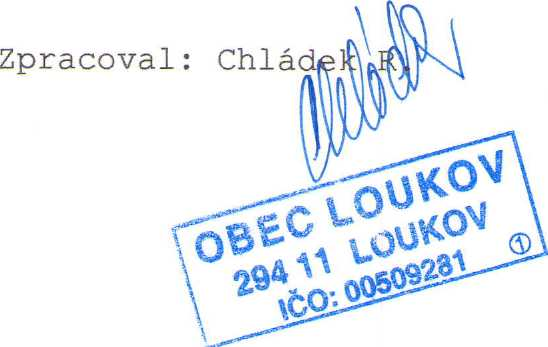 Zpracoval: Chládek R.
OBEC LOUKOV
294 11 LOUKOV
IČO: 00509281
1